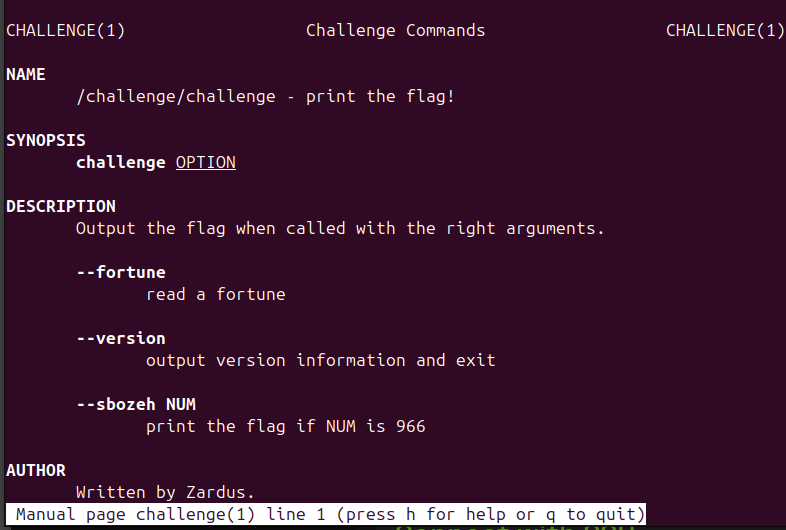 CHALLENGE(1) Challenge Commands CHALLENGE(1)
NAME
/challenge/challenge - print the flag!
SYNOPSIS
challenge OPTION
DESCRIPTION
Output the flag when called with the right arguments.
--fortune
read a fortune
--version
output version information and exit
--sbozeh NUM
print the flag if NUM is 966
AUTHOR
Written by Zardus.
Manual page challenge(1) line 1 (press h for help or q to quit)